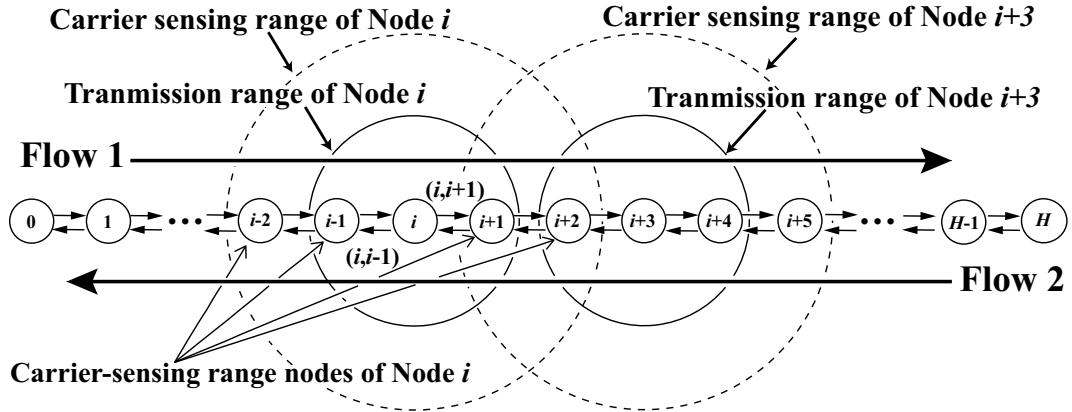 Carrier sensing range of Node i
Carrier sensing range of Node i+3
Tranmission range of Node i
Tranmission range of Node i+3
Flow 1
(i,i+1)
0 1 ••• i-2 i-1 i i+1 i+2 i+3 i+4 i+5 ••• H-1 H
(i,i-1)
Flow 2
Carrier-sensing range nodes of Node i